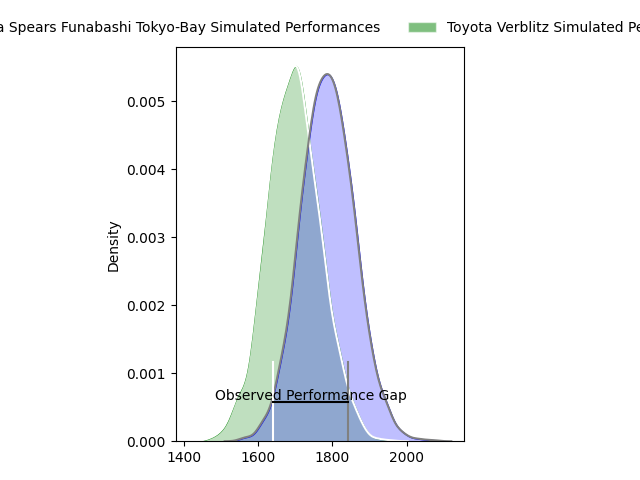 a Spears Funabashi Tokyo-Bay Simulated Performances Toyota Verblitz Simulated Pe
0.005
0.004
0.003
0.002
0.001
0.000
Density
Observed Performance Gap
1400 1600 1800 2000